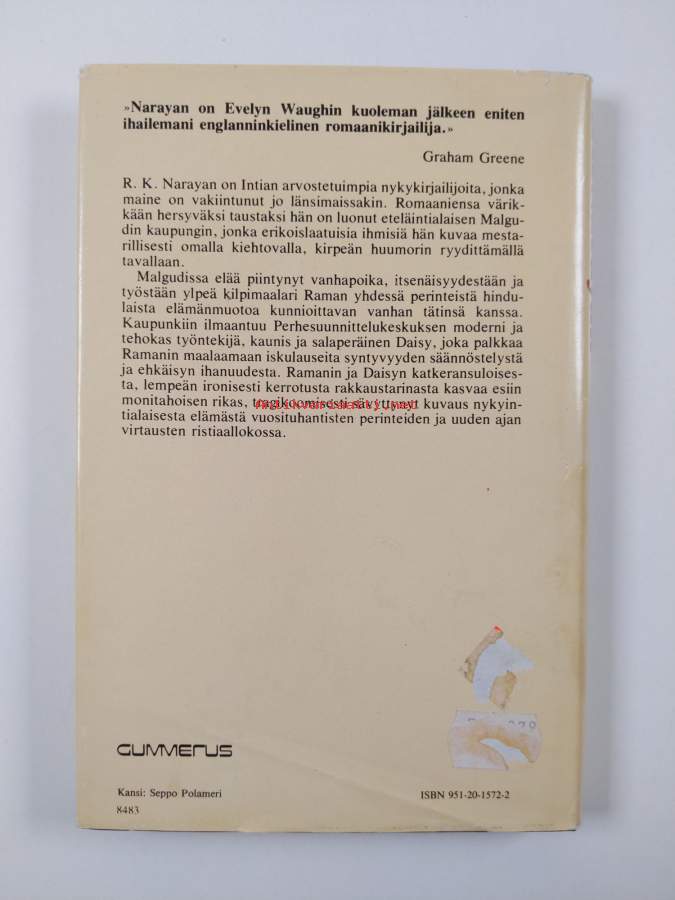 »Narayan on Evelyn Waughin kuoleman jälkeen eniten
ihailemani englanninkielinen romaanikirjailija.»
Graham Greene
R. K. Narayan on Intian arvostetuimpia nykykirjailijoita, jonka
maine on vakiintunut jo länsimaissakin. Romaaniensa värik-
kään hersyväksi taustaksi hän on luonut eteläintialaisen Malgu-
din kaupungin, jonka erikoislaatuisia ihmisiä hän kuvaa mesta-
rillisesti omalla kiehtovalla, kirpeän huumorin ryydittämällä
tavallaan.
Malgudissa elää piintynyt vanhapoika, itsenäisyydestään ja
työstään ylpeä kilpimaalari Raman yhdessä perinteistä hindu-
laista elämänmuotoa kunnioittavan vanhan tätinsä kanssa.
Kaupunkiin ilmaantuu Perhesuunnittelukeskuksen moderni ja
tehokas työntekijä, kaunis ja salaperäinen Daisy, joka palkkaa
Ramanin maalaamaan iskulauseita syntyvyyden säännöstelystä
ja ehkäisyn ihanuudesta. Ramanin ja Daisyn katkeransuloises-
ta, lempeän ironisesti kerrotusta rakkaustarinasta kasvaa esiin
monitahoisen rikas, tragikoomisesti sävyttynyt kuvaus nykyin-
tialaisesta elämästä vuosituhantisten perinteiden ja uuden ajan
virtausten ristiaallokossa.
GUMMERUS
Kansi: Seppo Polameri
ISBN 951-20-1572-2
8483